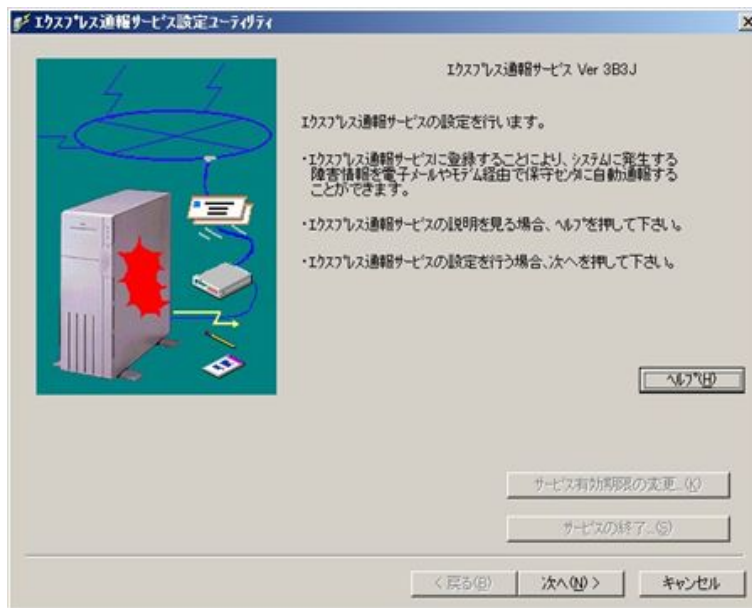 ｴｸｽﾌﾟﾚｽ通報ｻｰﾋﾞｽ設定ﾕｰﾃｨﾘﾃｨ
ｴｸｽﾌﾟﾚｽ通報ｻｰﾋﾞｽ Ver 3B3J
ｴｸｽﾌﾟﾚｽ通報ｻｰﾋﾞｽの設定を行います。
・ｴｸｽﾌﾟﾚｽ通報ｻｰﾋﾞｽに登録することにより、ｼｽﾃﾑに発生する
障害情報を電子ﾒｰﾙやﾓﾃﾞﾑ経由で保守ｾﾝﾀに自動通報する
ことができます。
・ｴｸｽﾌﾟﾚｽ通報ｻｰﾋﾞｽの説明を見る場合、ﾍﾙﾌﾟを押して下さい。
・ｴｸｽﾌﾟﾚｽ通報ｻｰﾋﾞｽの設定を行う場合、次へを押して下さい。
ﾍﾙﾌﾟ(H)
ｻｰﾋﾞｽ有効期限の変更...(K)
ｻｰﾋﾞｽの終了...(S)
< 戻る(B)
次へ(N) >
キャンセル